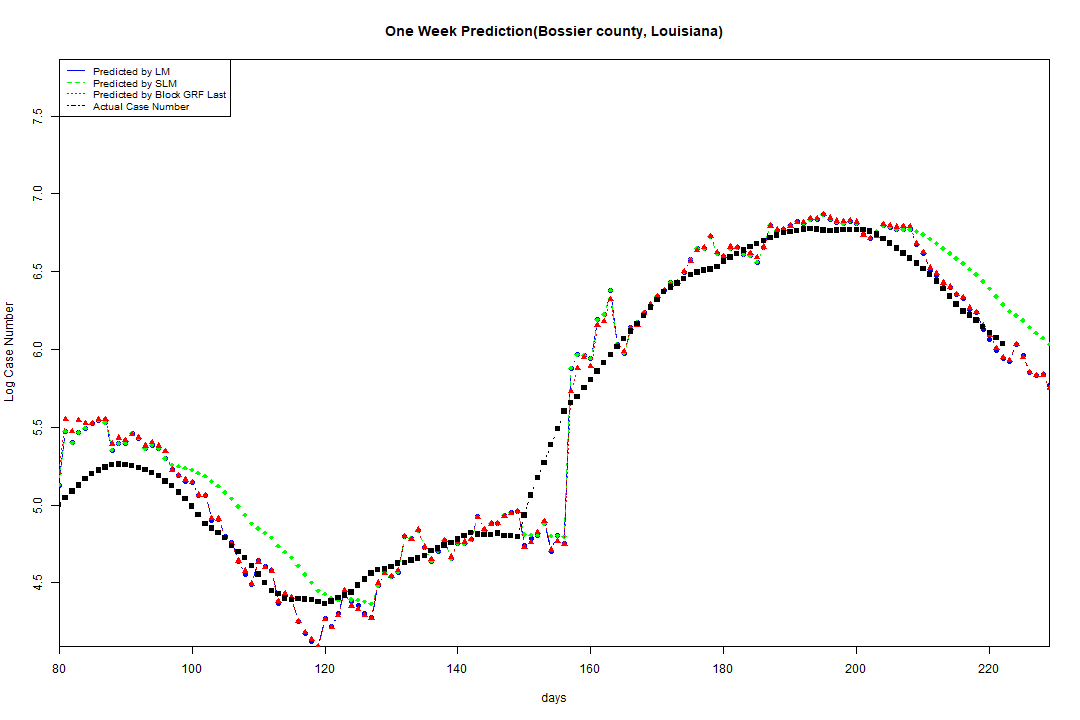 One Week Prediction(Bossier county, Louisiana)
Predicted by LM
Predicted by SLM
Predicted by Block GRF Last
Actual Case Number
Log Case Number
7.5
7.0
6.5
6.0
5.5
5.0
4.5
80 100 120 140 160 180 200 220
days